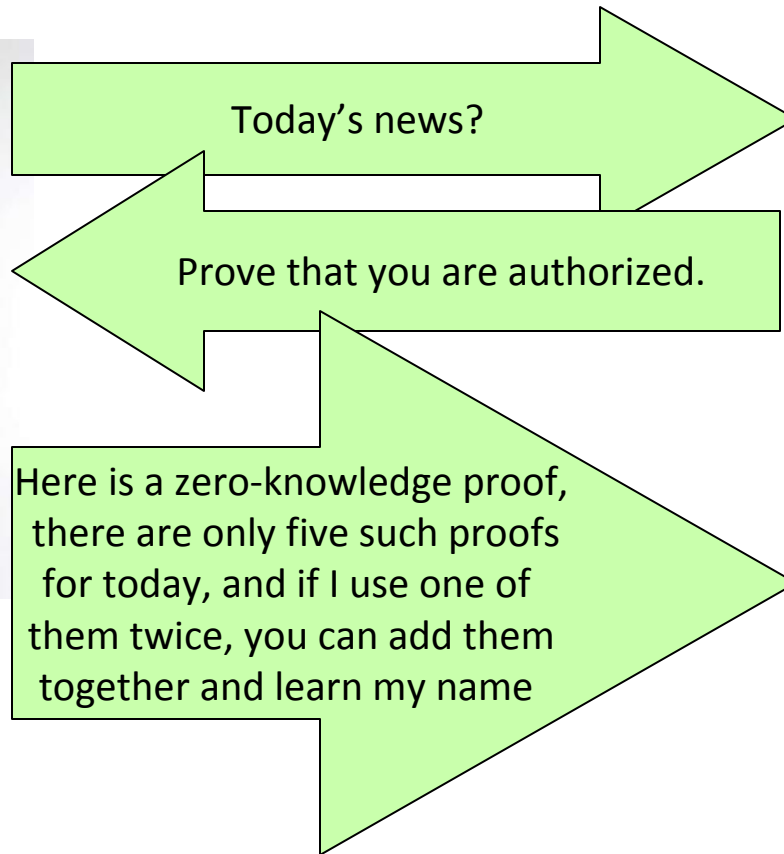 Today’s news?
Prove that you are authorized.
Here is a zero-knowledge proof,
there are only five such proofs
for today, and if I use one of
them twice, you can add them
together and learn my name